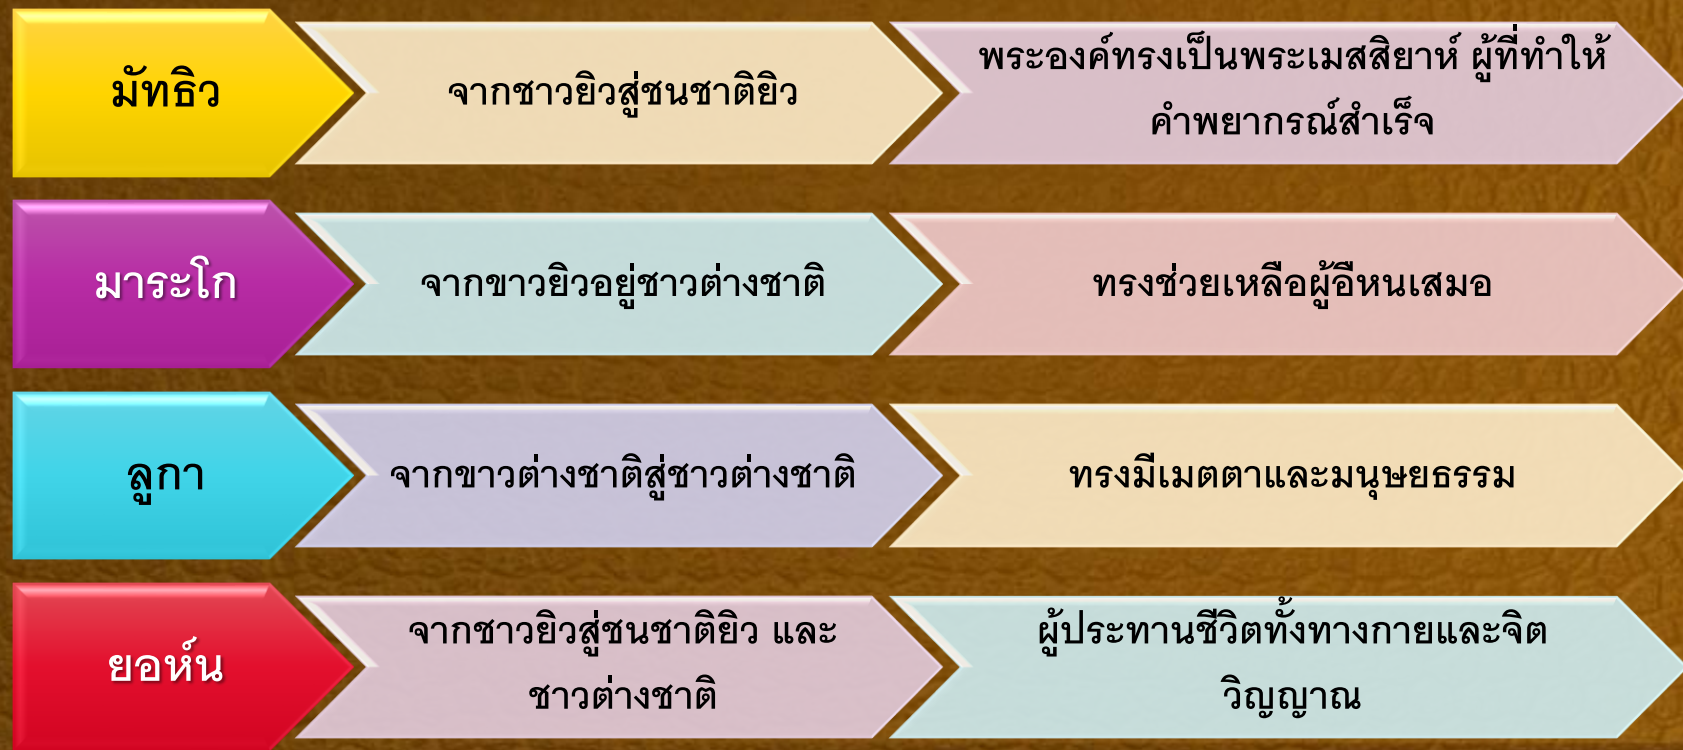 มัทธิว
จากชาวยิวสู่ชนชาติยิว
พระองค์ทรงเป็นพระเมสสิยาห์ ผู้ที่ทำให้
คำพยากรณ์สำเร็จ
มาระโก
จากขาวยิวอยู่ชาวต่างชาติ
ทรงช่วยเหลือผู้อืหนเสมอ
ลูกา
จากขาวต่างชาติสู่ชาวต่างชาติ
ทรงมีเมตตาและมนุษยธรรม
ยอห์น
จากชาวยิวสู่ชนชาติยิว และ
ชาวต่างชาติ
ผู้ประทานชีวิตทั้งทางกายและจิต
วิญญาณ